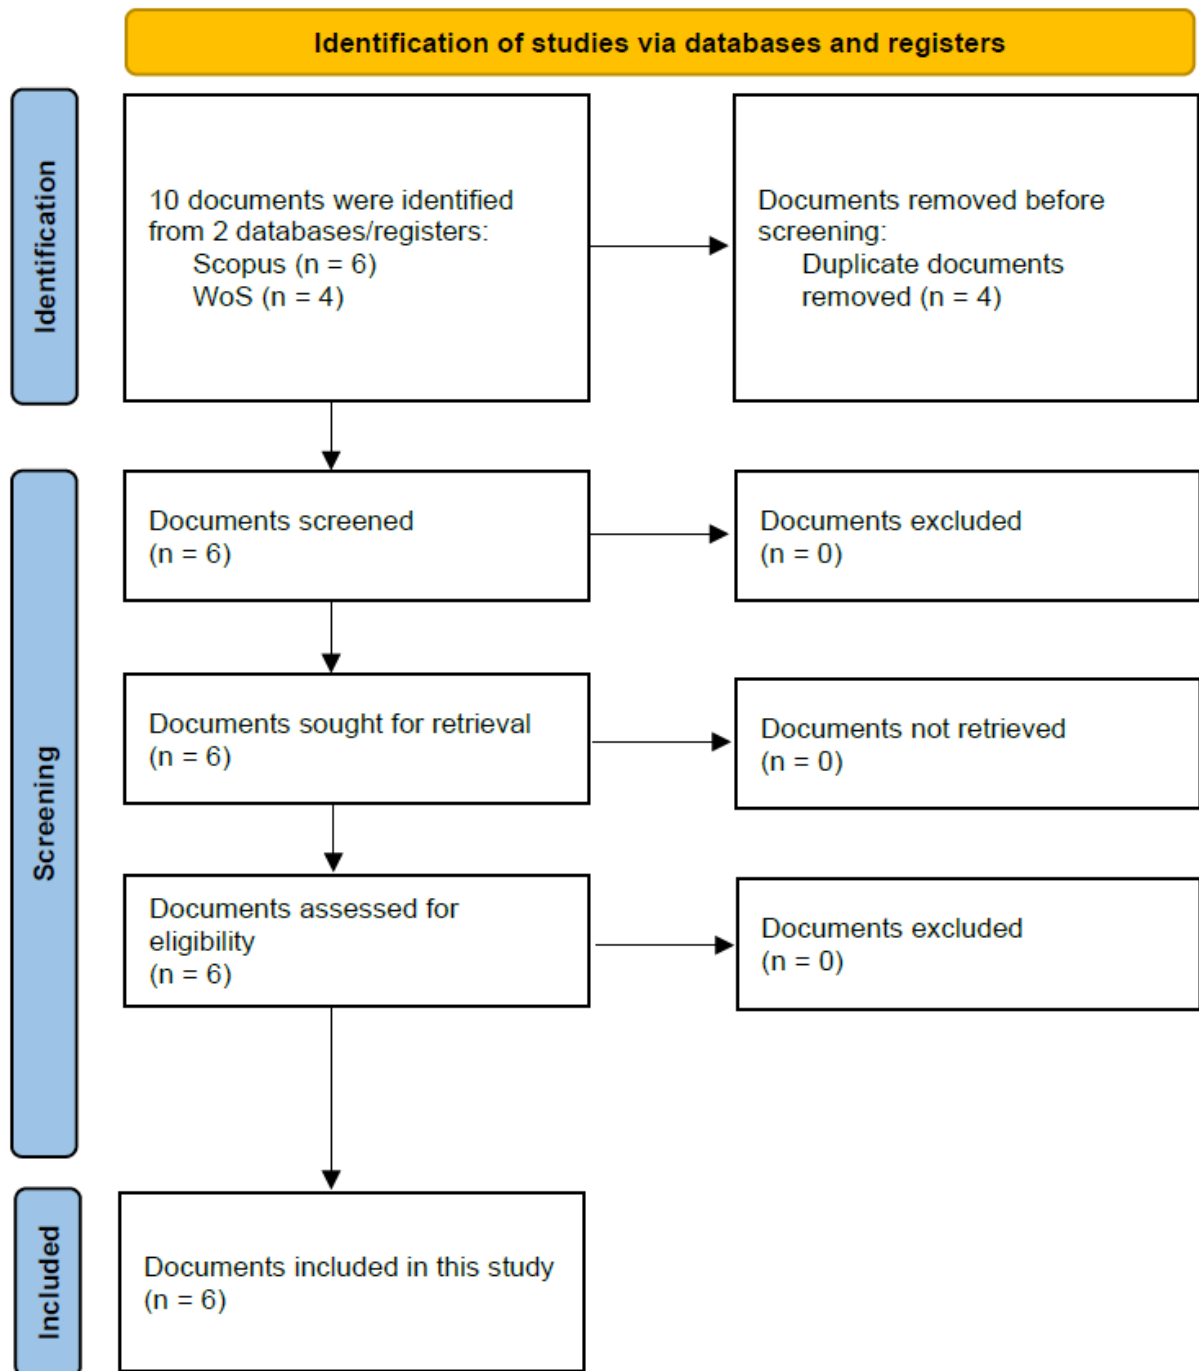 Identification of studies via databases and registers
Identification
10 documents were identified
from 2 databases/registers:
Scopus (n = 6)
WoS (n = 4)
Documents removed before
screening:
Duplicate documents
removed (n = 4)
Screening
Documents screened
(n = 6)
Documents excluded
(n = 0)
Documents sought for retrieval
(n = 6)
Documents not retrieved
(n = 0)
Documents assessed for
eligibility
(n = 6)
Documents excluded
(n = 0)
Included
Documents included in this study
(n = 6)